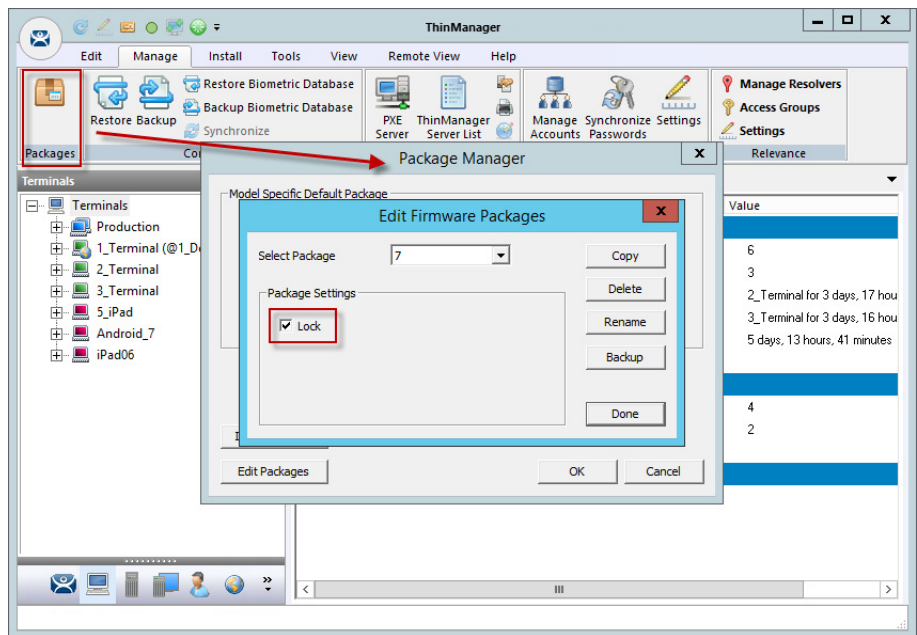 ThinManager
Edit Manage Install Tools View Remote View Help
Packages
Restore Backup
Restore Biometric Database
Backup Biometric Database
Synchronize
PXE Server
ThinManager Server List
Manage Accounts
Synchronize Passwords
Settings
Manage Resolvers
Access Groups
Settings
Relevance
Terminals
Terminals
Production
1_Terminal
2_Terminal
3_Terminal
5_iPad
Android_7
iPad06
Package Manager
X
Model Specific Default Package
Edit Firmware Packages
x
Select Package
7
Package Settings
Lock
Copy
Delete
Rename
Backup
Done
Edit Packages
OK
Cancel
Value
6
3
2_Terminal for 3 days, 17 hou
3_Terminal for 3 days, 16 hou
5 days, 13 hours, 41 minutes
4
2